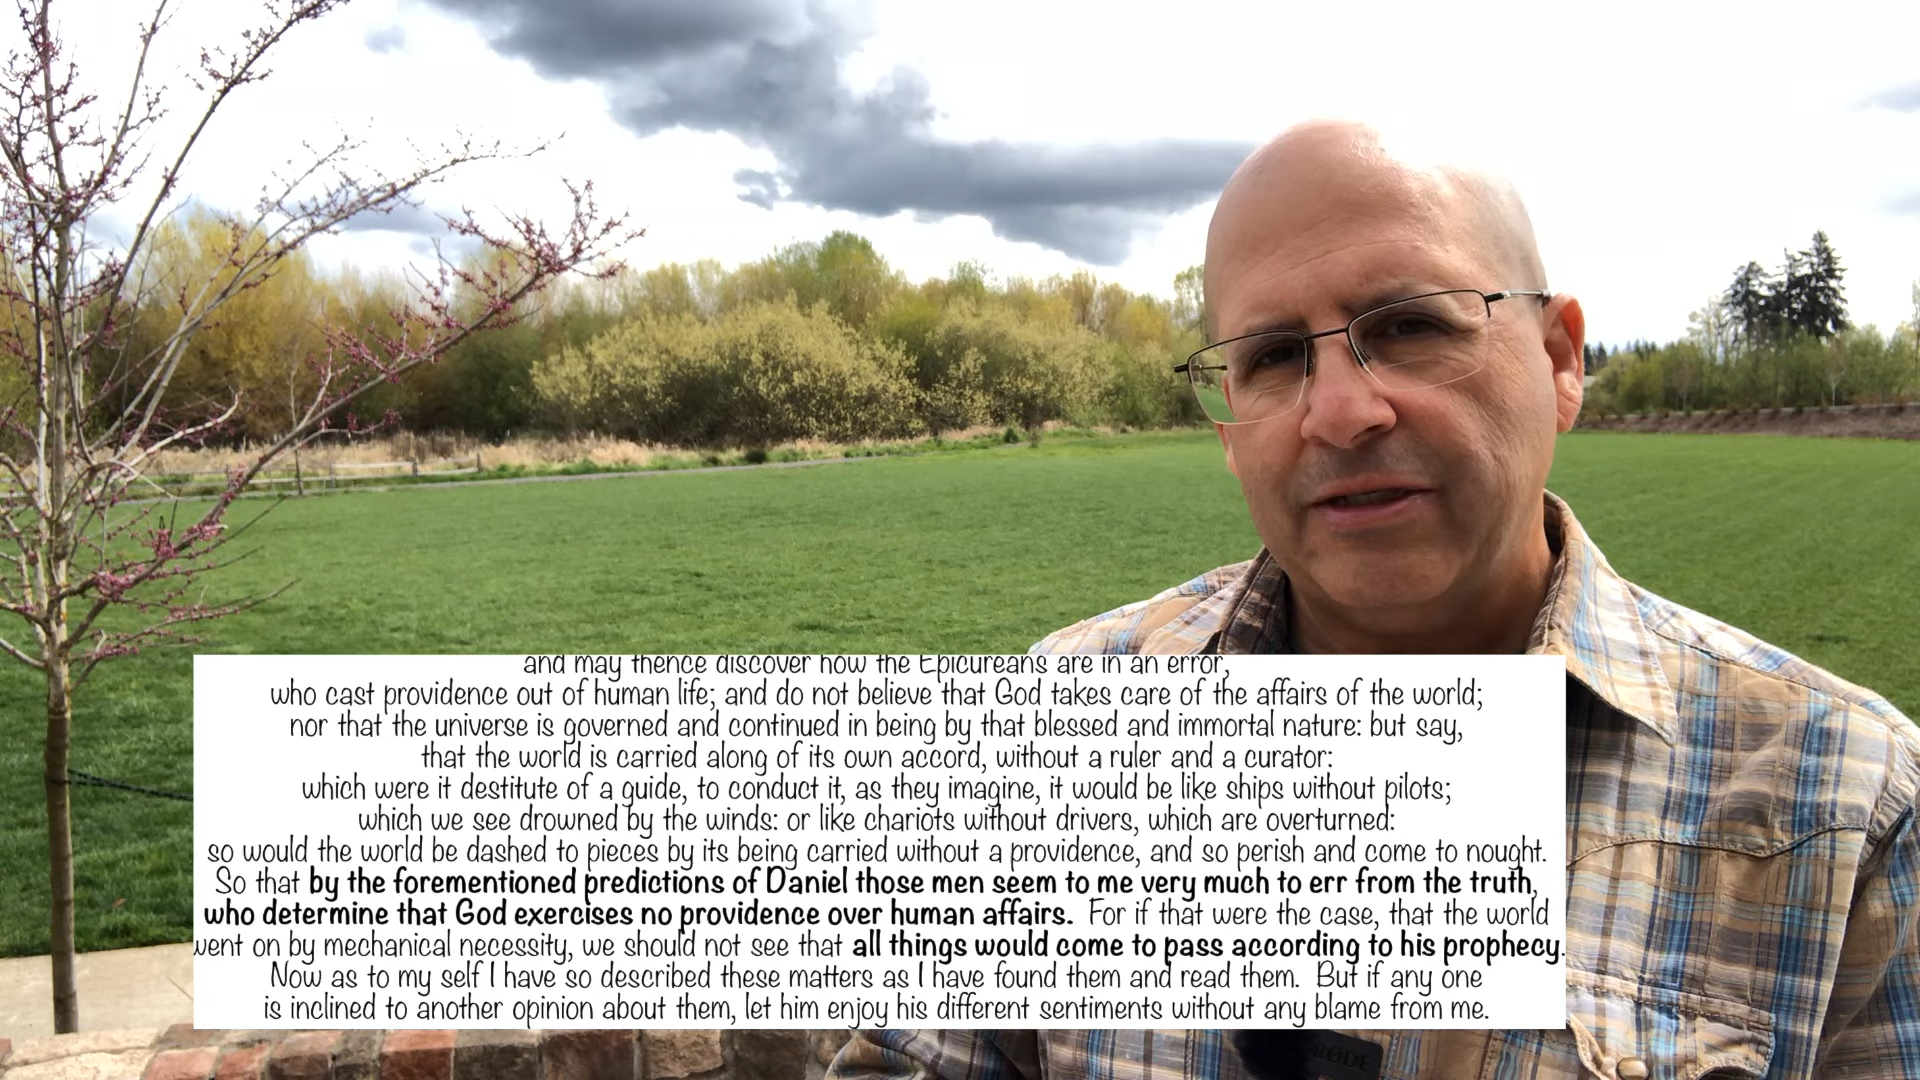 and may thence discover how the Epicureans are in an error,
who cast providence out of human life; and do not believe that God takes care of the affairs of the world;
nor that the universe is governed and continued in being by that blessed and immortal nature: but say,
that the world is carried along of its own accord, without a ruler and a curator:
which were it destitute of a guide, to conduct it, as they imagine, it would be like ships without pilots;
which we see drowned by the winds: or like chariots without drivers, which are overturned:
so would the world be dashed to pieces by its being carried without a providence, and so perish and come to nought.
So that by the forementioned predictions of Daniel those men seem to me very much to err from the truth,
who determine that God exercises no providence over human affairs. For if that were the case, that the world
went on by mechanical necessity, we should not see that all things would come to pass according to his prophecy.
Now as to my self I have so described these matters as I have found them and read them. But if any one
is inclined to another opinion about them, let him enjoy his different sentiments without any blame from me.
RØDE